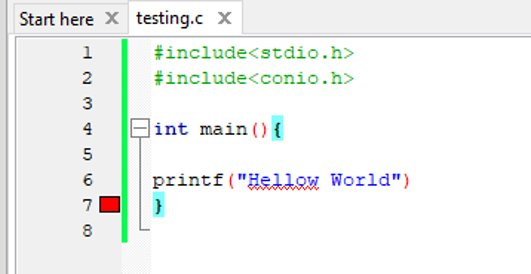 Start here testing.c
1 #include<stdio.h>
2 #include<conio.h>
3
4 int main(){
5
6 printf("Hellow World")
7 }
8